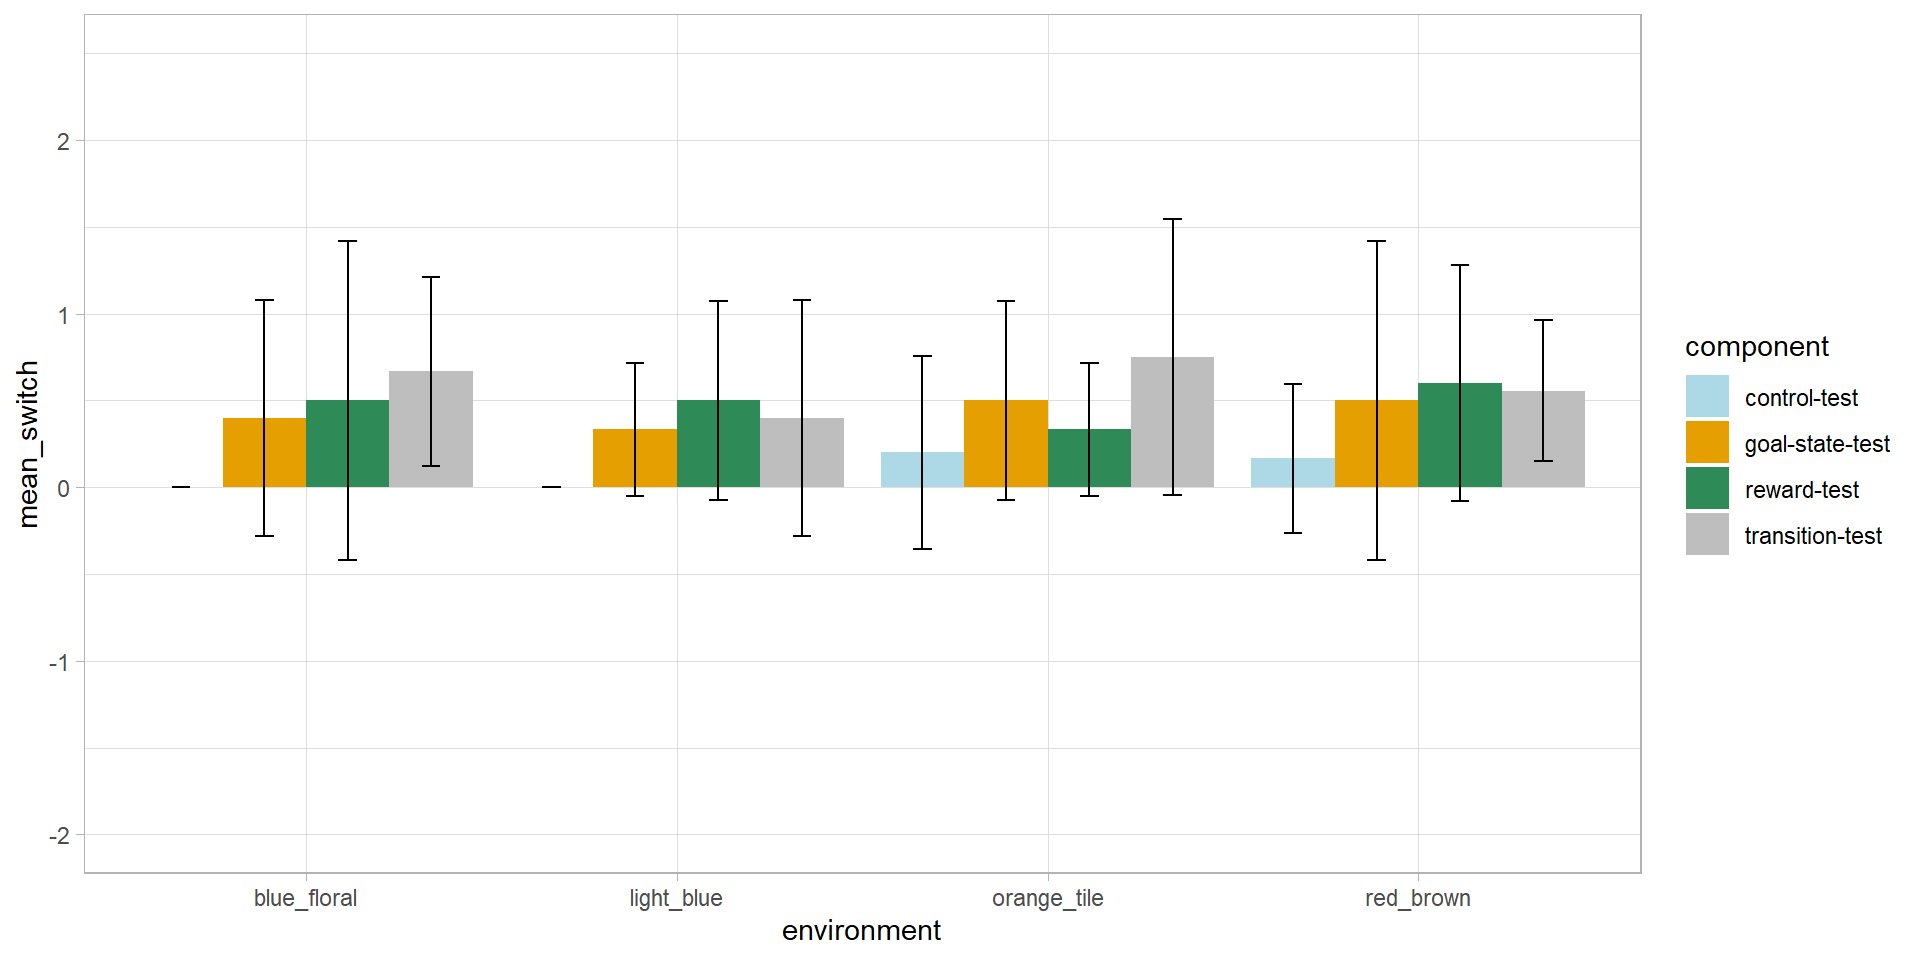 2
1
0
-1
-2
mean_switch
blue_floral
light_blue
orange_tile
red_brown
environment
component
control-test
goal-state-test
reward-test
transition-test